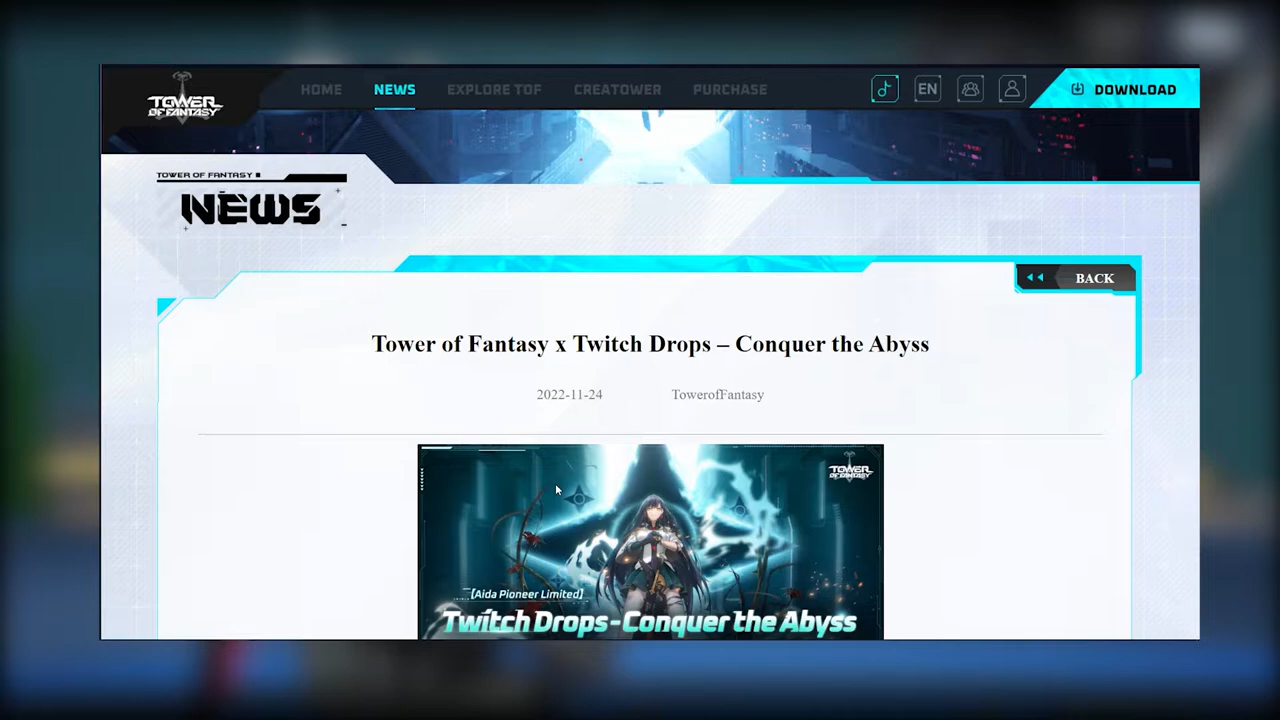 TOWER OF FANTASY
HOME NEWS EXPLORE TOF CREATOWER PURCHASE EN DOWNLOAD
TOWER OF FANTASY
NEWS
BACK
Tower of Fantasy x Twitch Drops – Conquer the Abyss
2022-11-24 TowerofFantasy
TOWER OF FANTASY
[Aida Pioneer Limited]
Twitch Drops-Conquer the Abyss